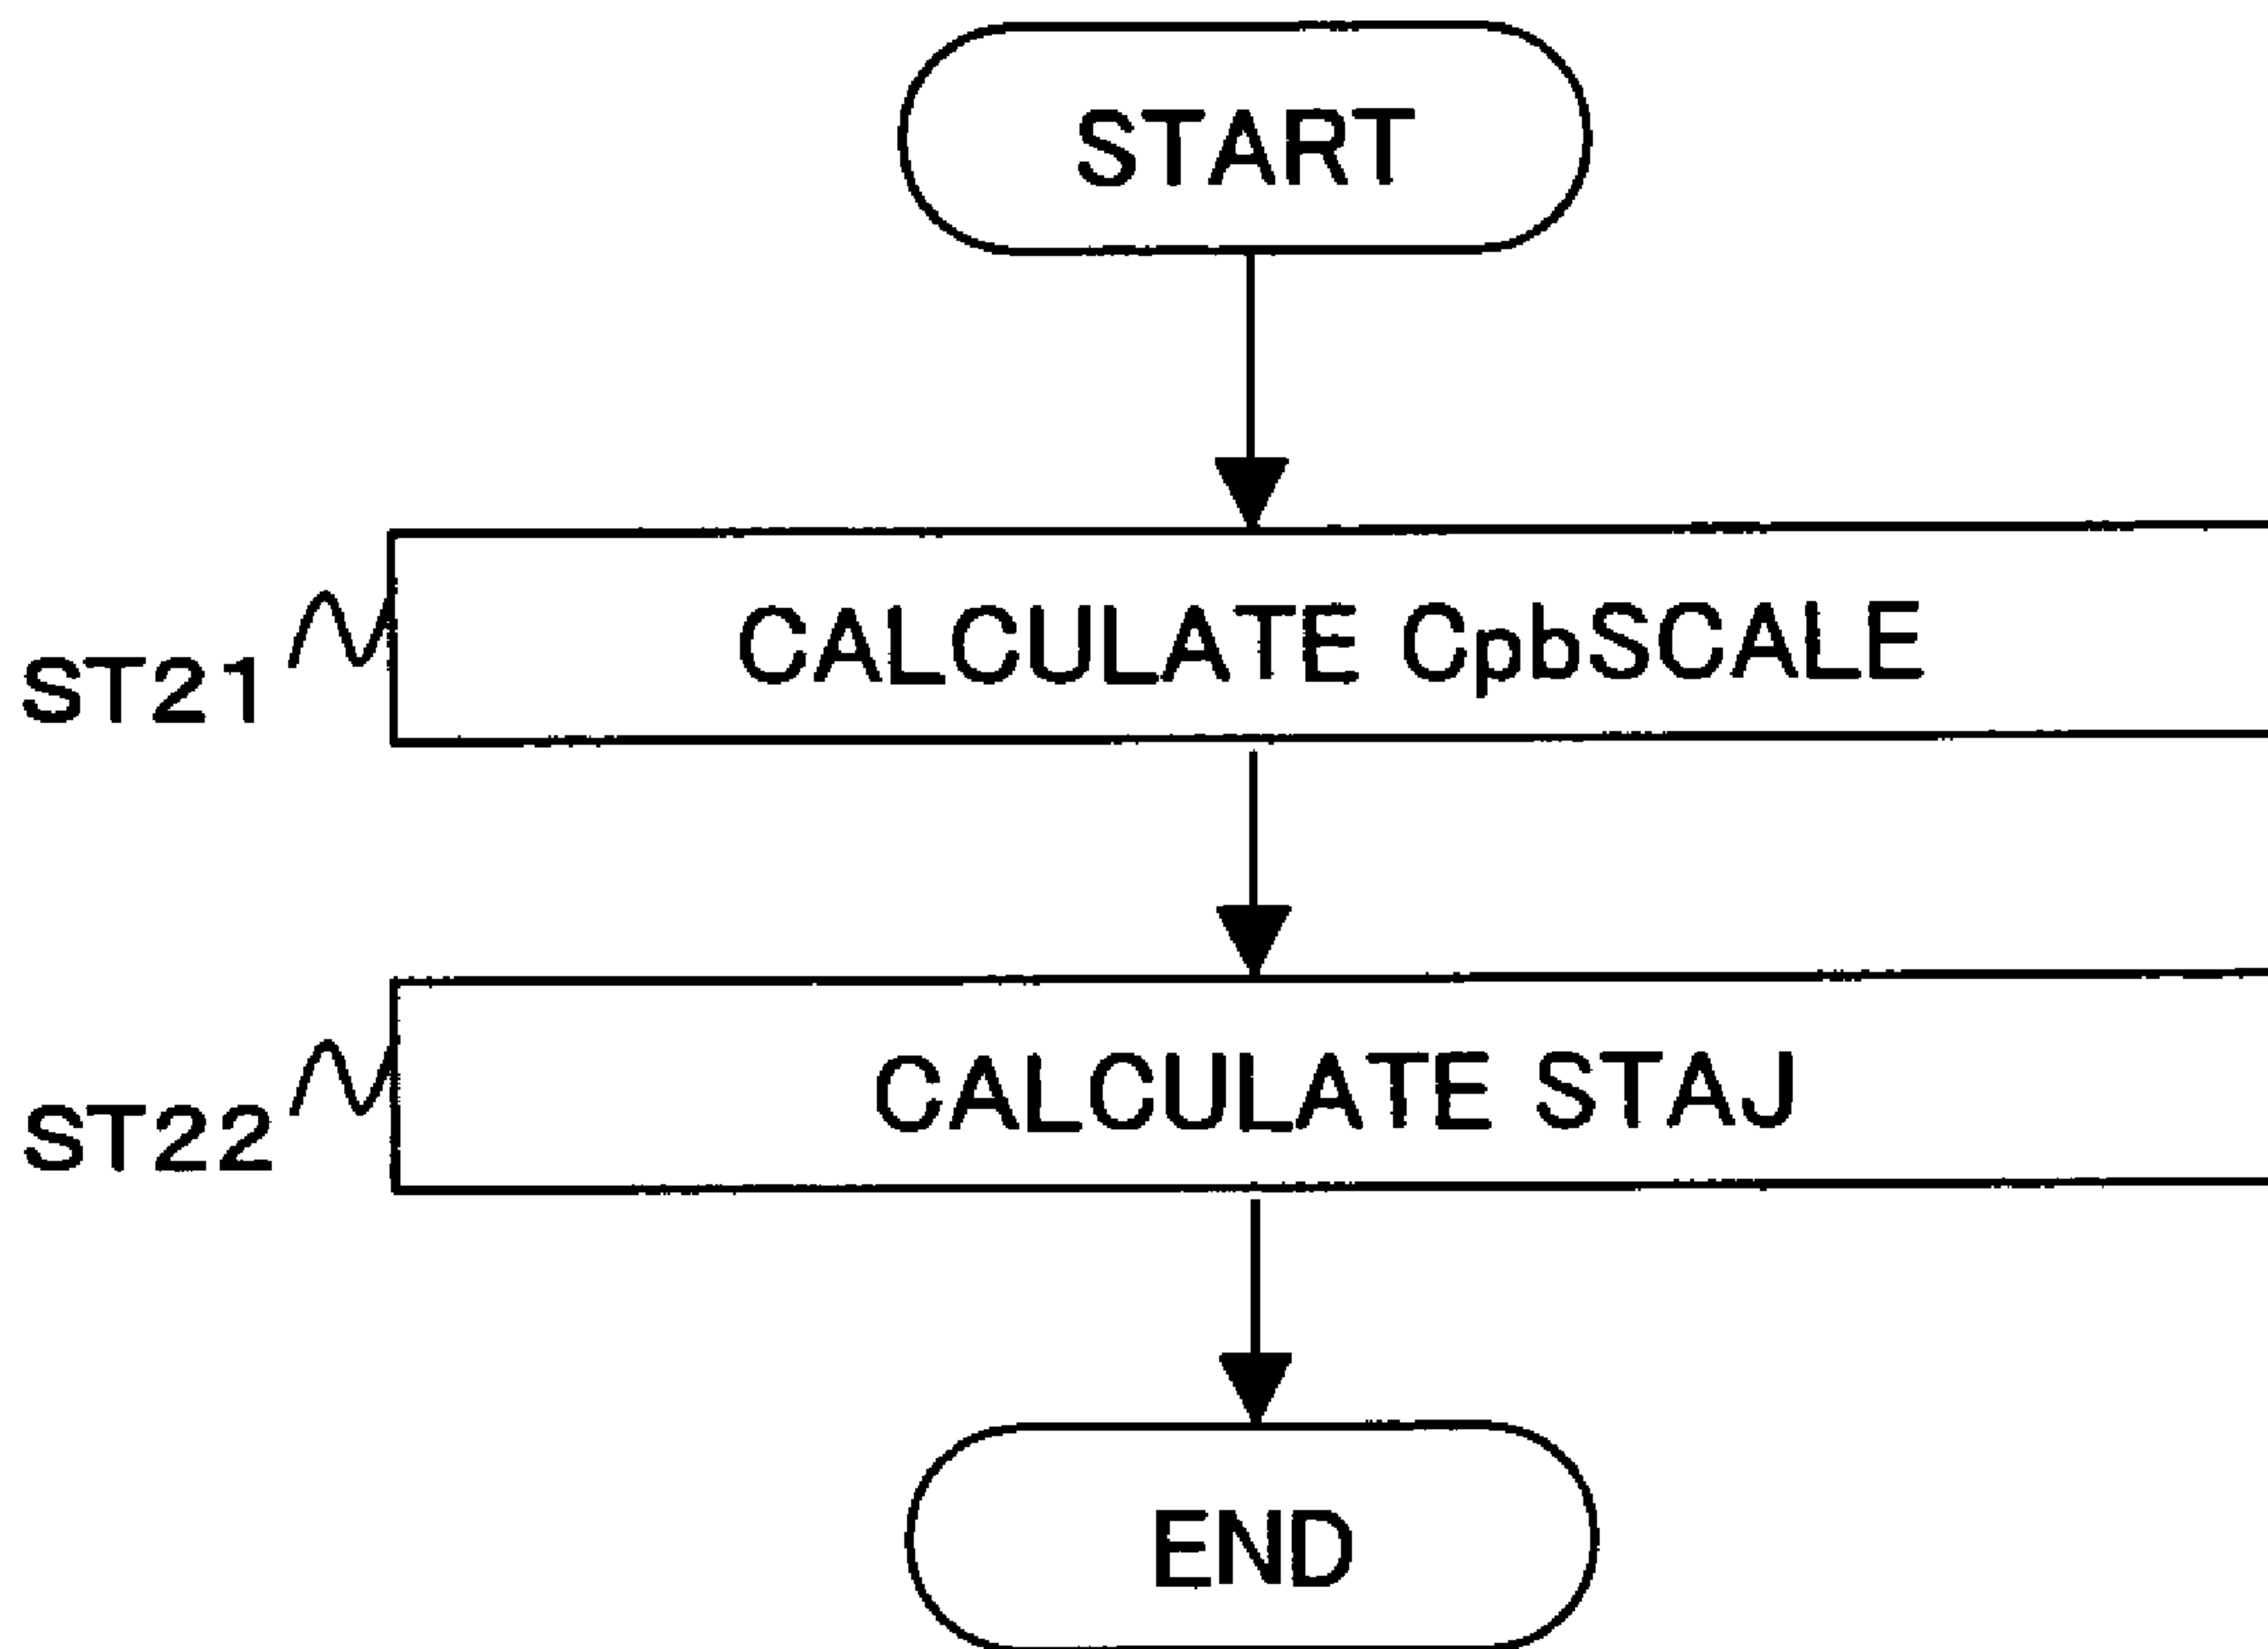 START
CALCULATE CpbSCALE
ST21
CALCULATE STAJ
ST22
END